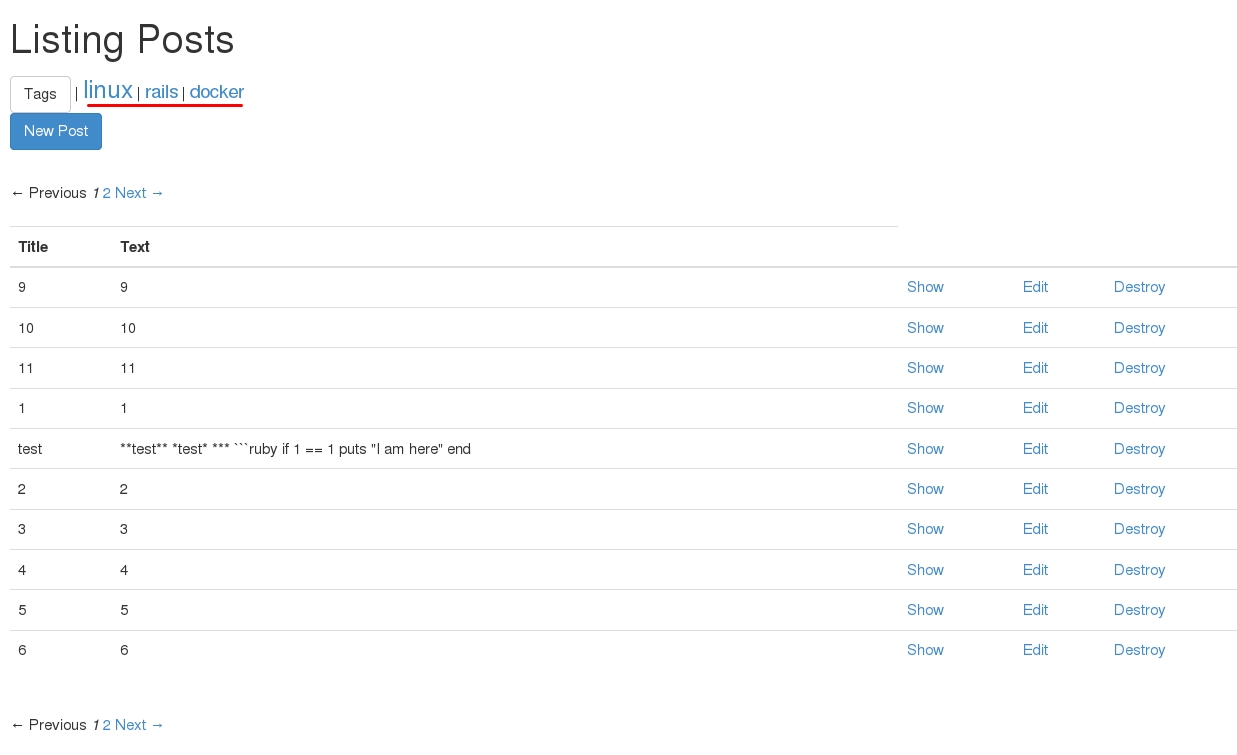 Listing Posts
Tags | linux | rails | docker
New Post
← Previous 1 2 Next →
Title Text
9 9 Show Edit Destroy
10 10 Show Edit Destroy
11 11 Show Edit Destroy
1 1 Show Edit Destroy
test **test** *test* *** ```ruby if 1 == 1 puts "I am here" end Show Edit Destroy
2 2 Show Edit Destroy
3 3 Show Edit Destroy
4 4 Show Edit Destroy
5 5 Show Edit Destroy
6 6 Show Edit Destroy
← Previous 1 2 Next →